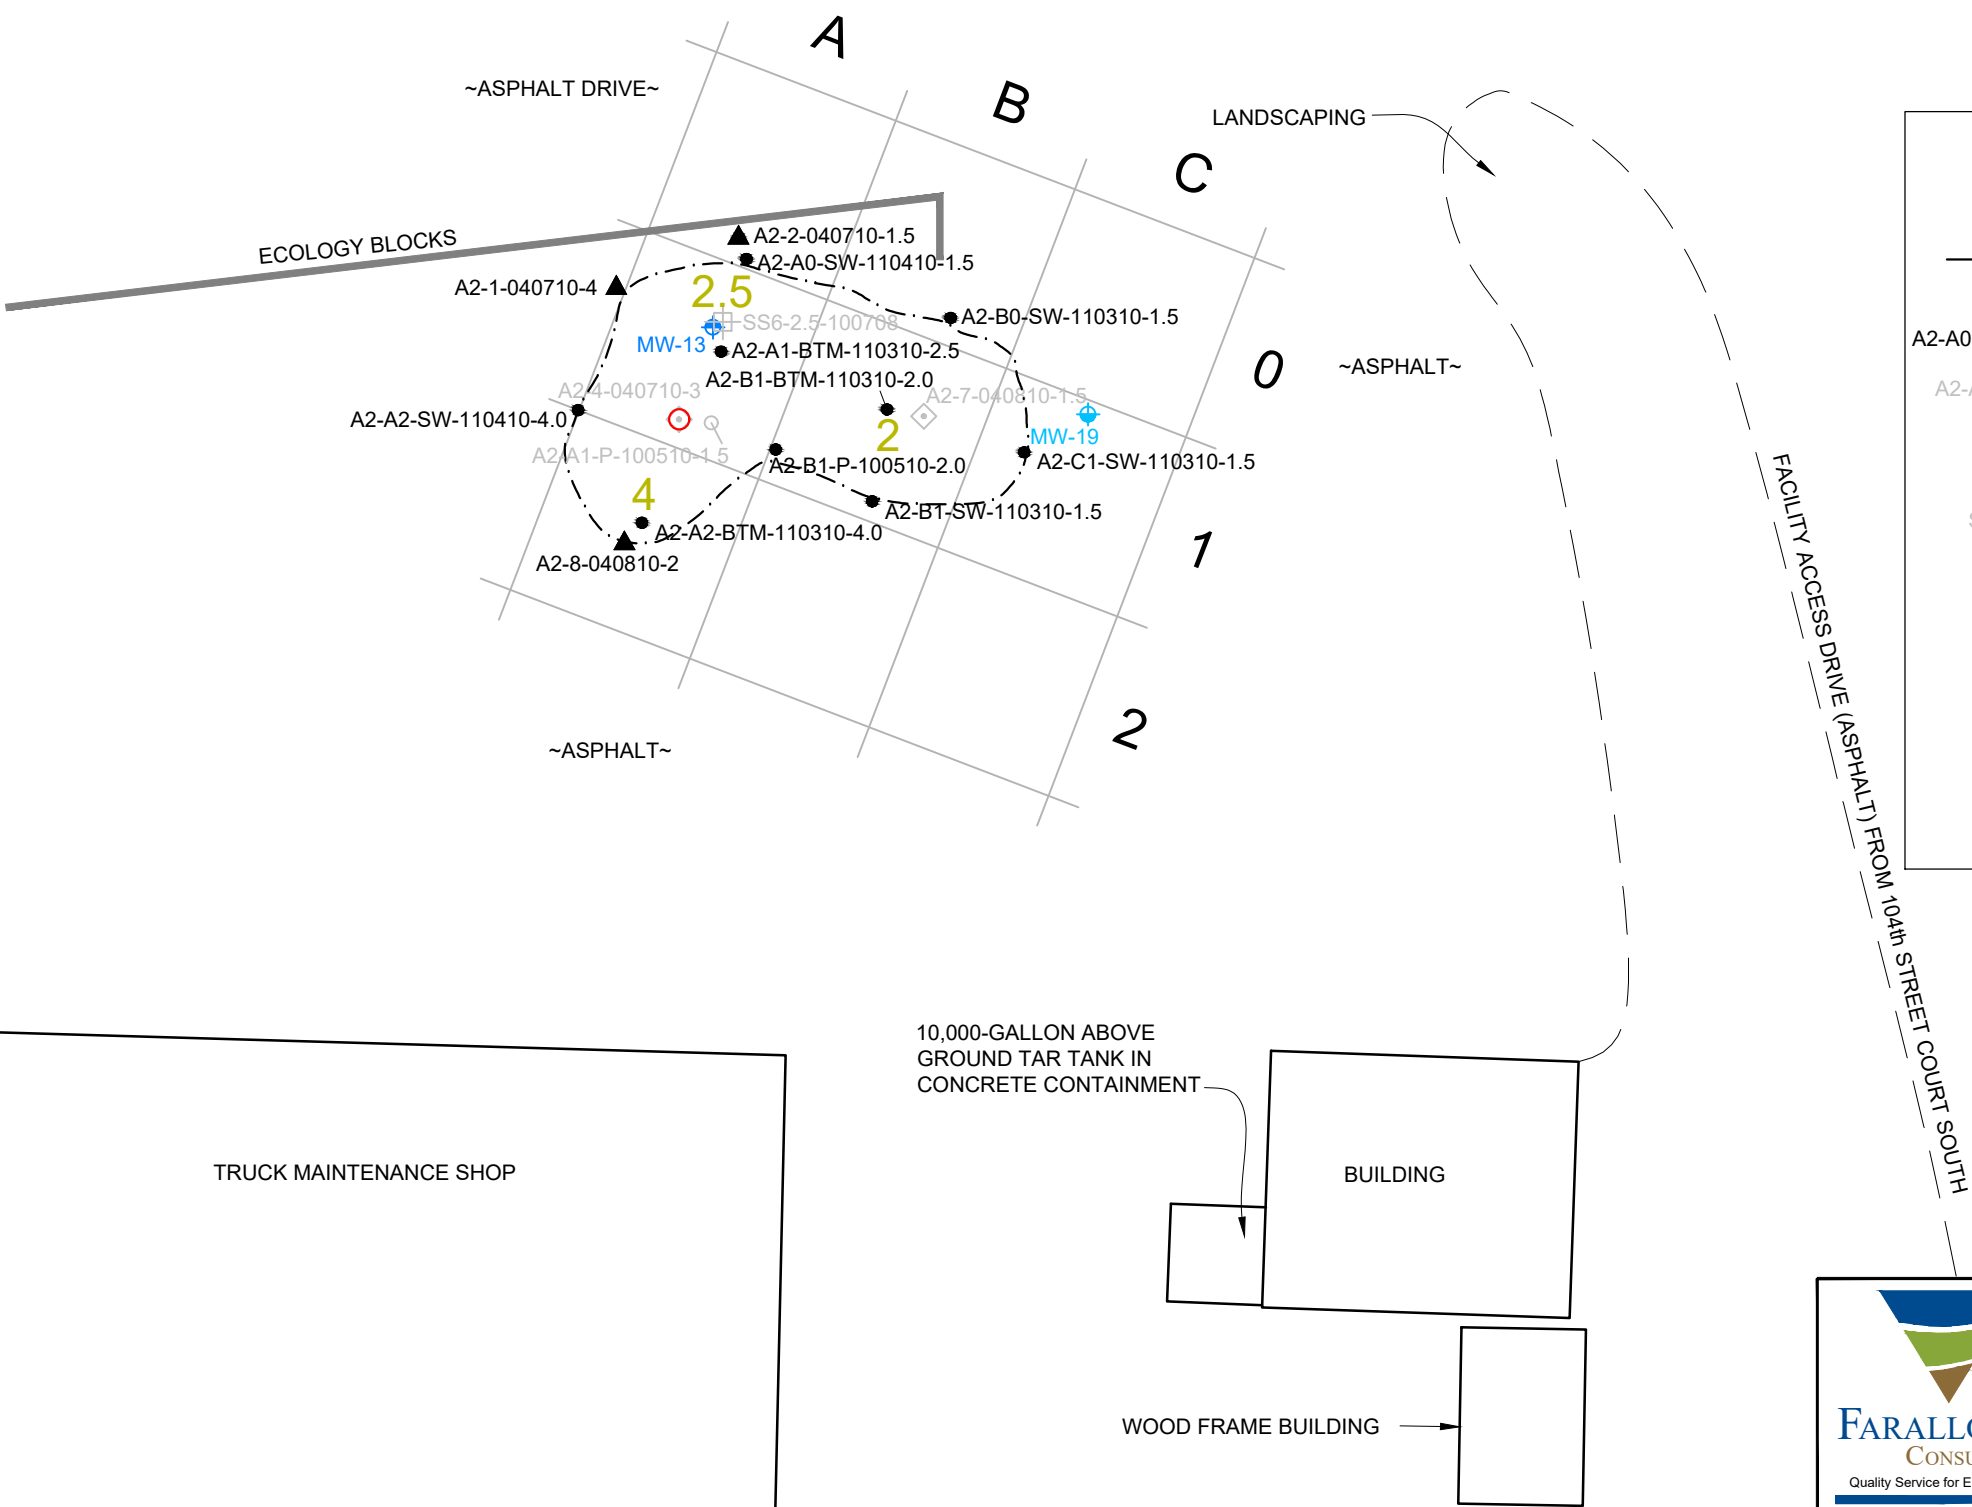 A
B
C
~ASPHALT DRIVE~
LANDSCAPING
ECOLOGY BLOCKS
A2-2-040710-1.5
A2-A0-SW-110410-1.5
A2-1-040710-4
2.5
SS6-2.5-100708
A2-B0-SW-110310-1.5
MW-13
A2-A1-BTM-110310-2.5
A2-B1-BTM-110310-2.0
0
~ASPHALT~
A2-A0
A2-4-040710-3
A2-7-040810-1.5
A2-A2-SW-110410-4.0
2
MW-19
A2-A1-P-100510-1.5
A2-B1-P-100510-2.0
A2-C1-SW-110310-1.5
4
A2-B1-SW-110310-1.5
A2-A2-BTM-110310-4.0
A2-8-040810-2
1
2
~ASPHALT~
FACILITY ACCESS DRIVE (ASPHALT) FROM 104th STREET COURT SOUTH
10,000-GALLON ABOVE
GROUND TAR TANK IN
CONCRETE CONTAINMENT
TRUCK MAINTENANCE SHOP
BUILDING
WOOD FRAME BUILDING
Quality Service for E